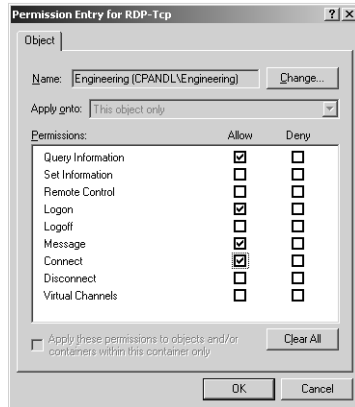 Permission Entry for RDP-Tcp
Object
Name: Engineering (CPANDL\Engineering) Change...
Apply onto: This object only
Permissions: Allow Deny
Query Information
Set Information
Remote Control
Logon
Logoff
Message
Connect
Disconnect
Virtual Channels
Apply these permissions to objects and/or
containers within this container only
Clear All
OK Cancel